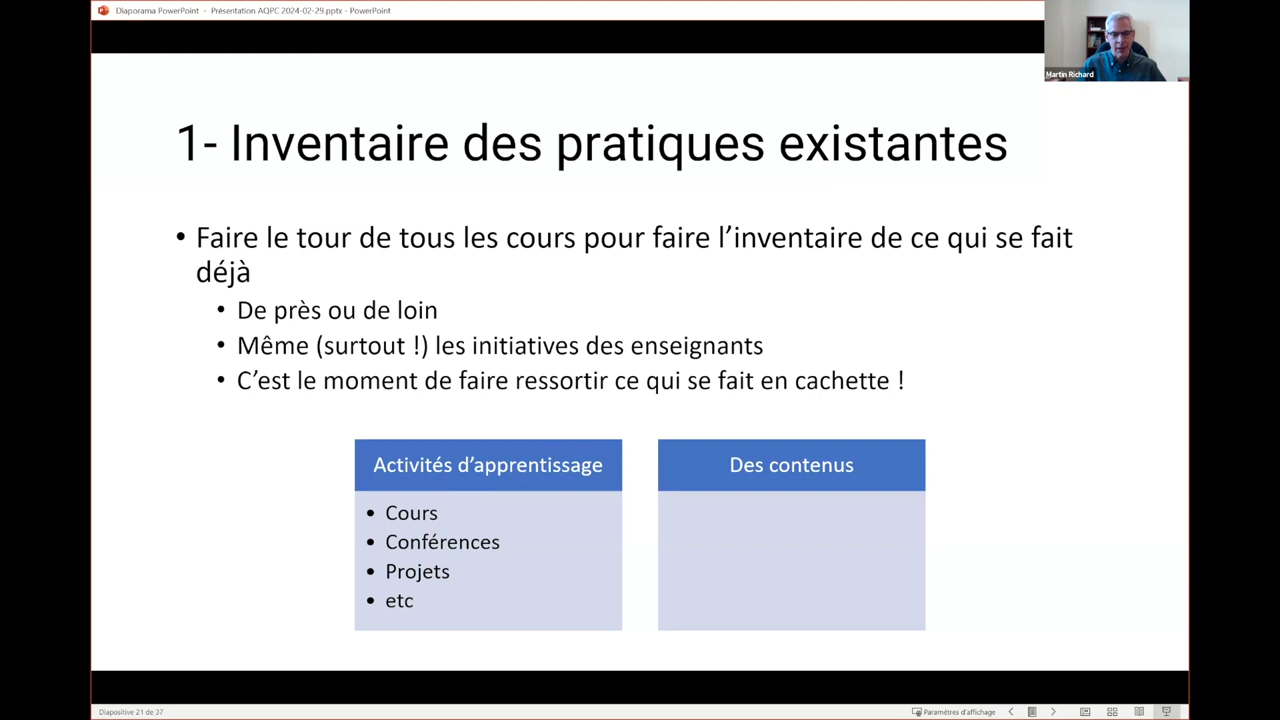 Diaporama PowerPoint - Présentation AQPC 2024-02-29.pptx - PowerPoint
Martin Richard
1- Inventaire des pratiques existantes
• Faire le tour de tous les cours pour faire l’inventaire de ce qui se fait
déjà
• De près ou de loin
• Même (surtout !) les initiatives des enseignants
• C’est le moment de faire ressortir ce qui se fait en cachette !
Activités d’apprentissage
• Cours
• Conférences
• Projets
• etc
Des contenus
Diapositive 21 de 37
Paramètres d'affichage